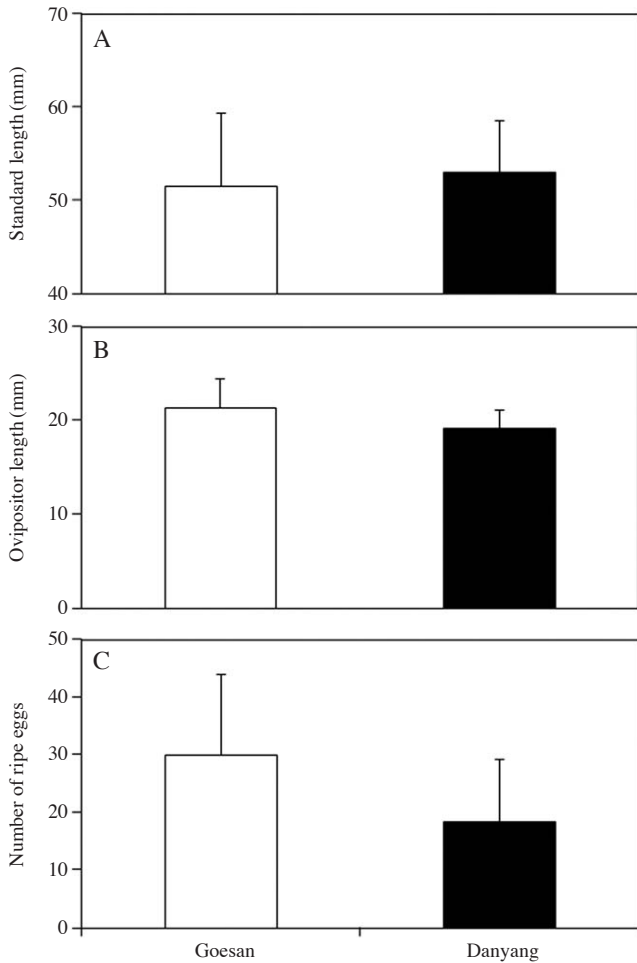 A
Standard length (mm)
70
60
50
40
B
Ovipositor length (mm)
30
20
10
0
C
Number of ripe eggs
50
40
30
20
10
0
Goesan
Danyang